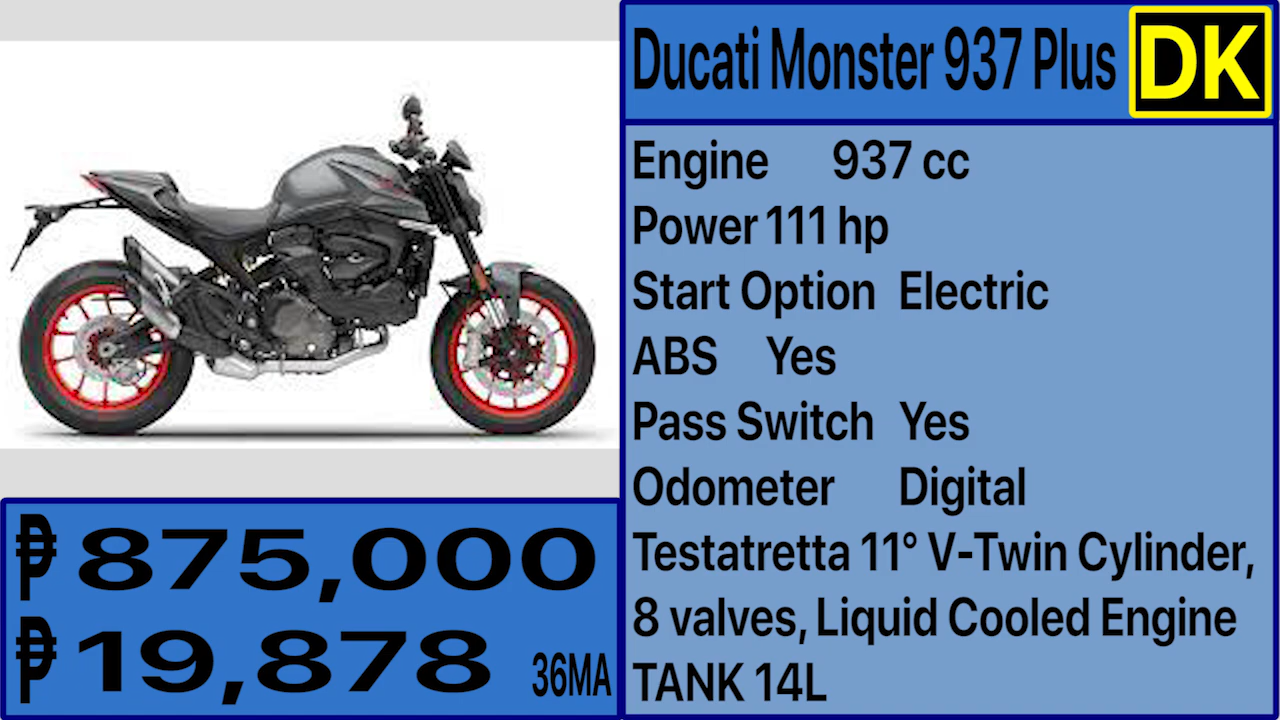 Ducati Monster 937 Plus DK
Engine 937 cc
Power 111 hp
Start Option Electric
ABS Yes
Pass Switch Yes
Odometer Digital
Testatretta 11° V-Twin Cylinder,
8 valves, Liquid Cooled Engine
TANK 14L
₱ 875,000
₱ 19,878 36MA